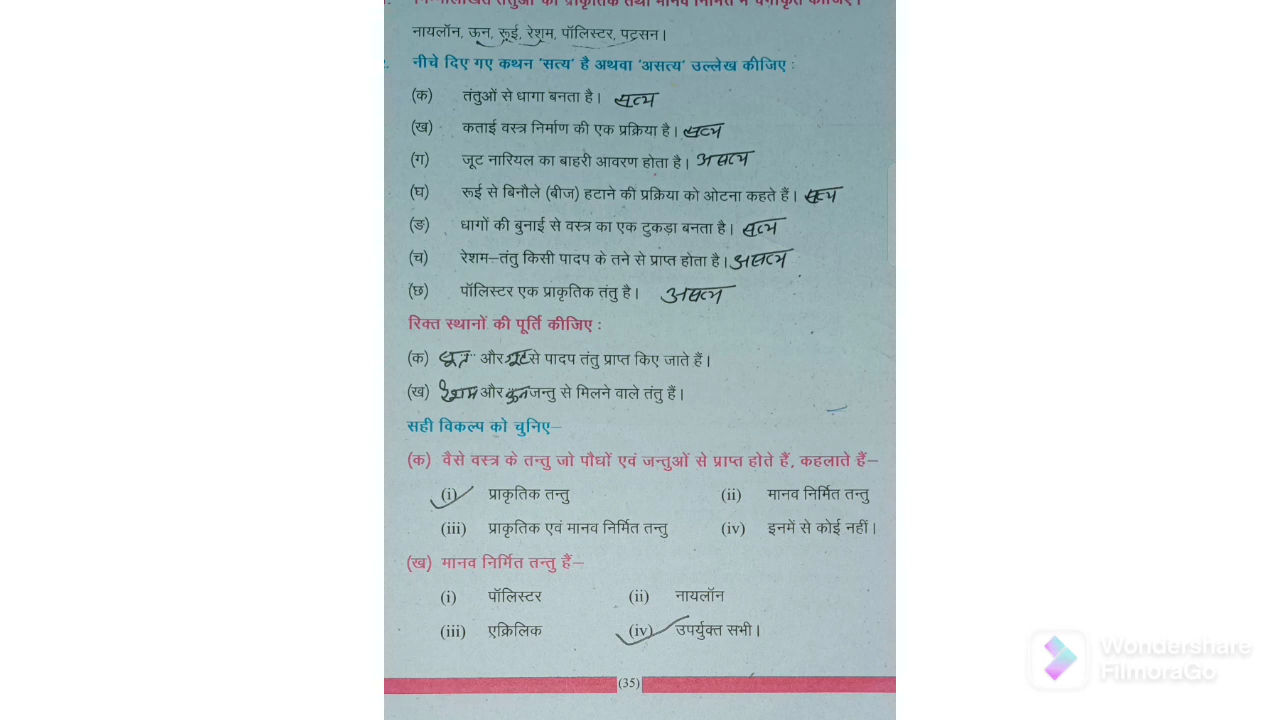 निम्नलिखित तंतुओं को प्राकृतिक तथा मानव निर्मित में वर्गीकृत कीजिए।
नायलॉन, ऊन, रूई, रेशम, पॉलिस्टर, पटसन।
नीचे दिए गए कथन ‘सत्य’ है अथवा ‘असत्य’ उल्लेख कीजिए :
(क) तंतुओं से धागा बनता है। सत्य
(ख) कताई वस्त्र निर्माण की एक प्रक्रिया है। सत्य
(ग) जूट नारियल का बाहरी आवरण होता है। असत्य
(घ) रूई से बिनौले (बीज) हटाने की प्रक्रिया को ओटना कहते हैं। सत्य
(ङ) धागों की बुनाई से वस्त्र का एक टुकड़ा बनता है। सत्य
(च) रेशम–तंतु किसी पादप के तने से प्राप्त होता है। असत्य
(छ) पॉलिस्टर एक प्राकृतिक तंतु है। असत्य
रिक्त स्थानों की पूर्ति कीजिए :
(क) और से पादप तंतु प्राप्त किए जाते हैं।
(ख) रेशम और जन्तु से मिलने वाले तंतु हैं।
सही विकल्प को चुनिए–
(क) वैसे वस्त्र के तन्तु जो पौधों एवं जन्तुओं से प्राप्त होते हैं, कहलाते हैं–
(i) प्राकृतिक तन्तु (ii) मानव निर्मित तन्तु
(iii) प्राकृतिक एवं मानव निर्मित तन्तु (iv) इनमें से कोई नहीं।
(ख) मानव निर्मित तन्तु हैं–
(i) पॉलिस्टर (ii) नायलॉन
(iii) एक्रिलिक (iv) उपर्युक्त सभी।
(35)
Wondershare
FilmoraGo